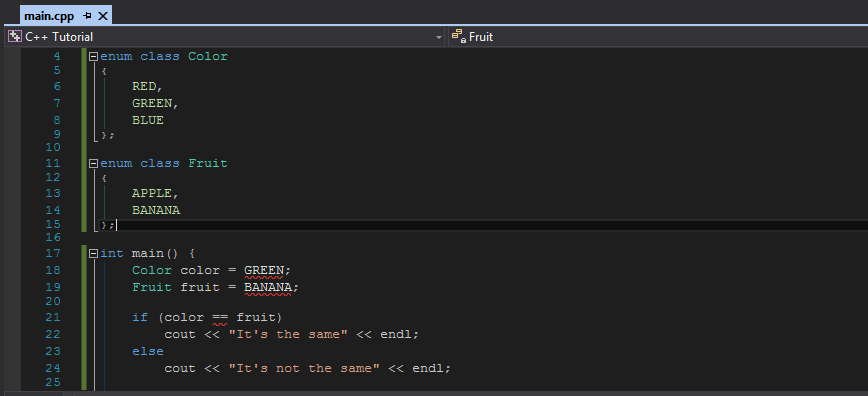 main.cpp
C++ Tutorial Fruit
4 enum class Color
5 {
6 RED,
7 GREEN,
8 BLUE
9 };
10
11 enum class Fruit
12 {
13 APPLE,
14 BANANA
15 };
16
17 int main() {
18 Color color = GREEN;
19 Fruit fruit = BANANA;
20
21 if (color == fruit)
22 cout << "It's the same" << endl;
23 else
24 cout << "It's not the same" << endl;
25